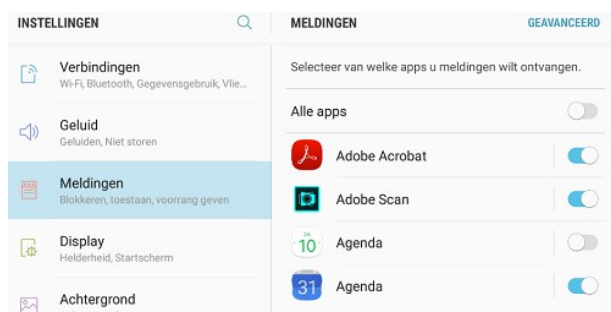 INSTELLINGEN
Verbindingen
Wi-Fi, Bluetooth, Gegevensgebruik, Vlie...
Geluid
Geluiden, Niet storen
Meldingen
Blokkeren, toestaan, voorrang geven
Display
Helderheid, Startscherm
Achtergrond
MELDINGEN
GEAVANCEERD
Selecteer van welke apps u meldingen wilt ontvangen.
Alle apps
Adobe Acrobat
Adobe Scan
10
Agenda
31
Agenda